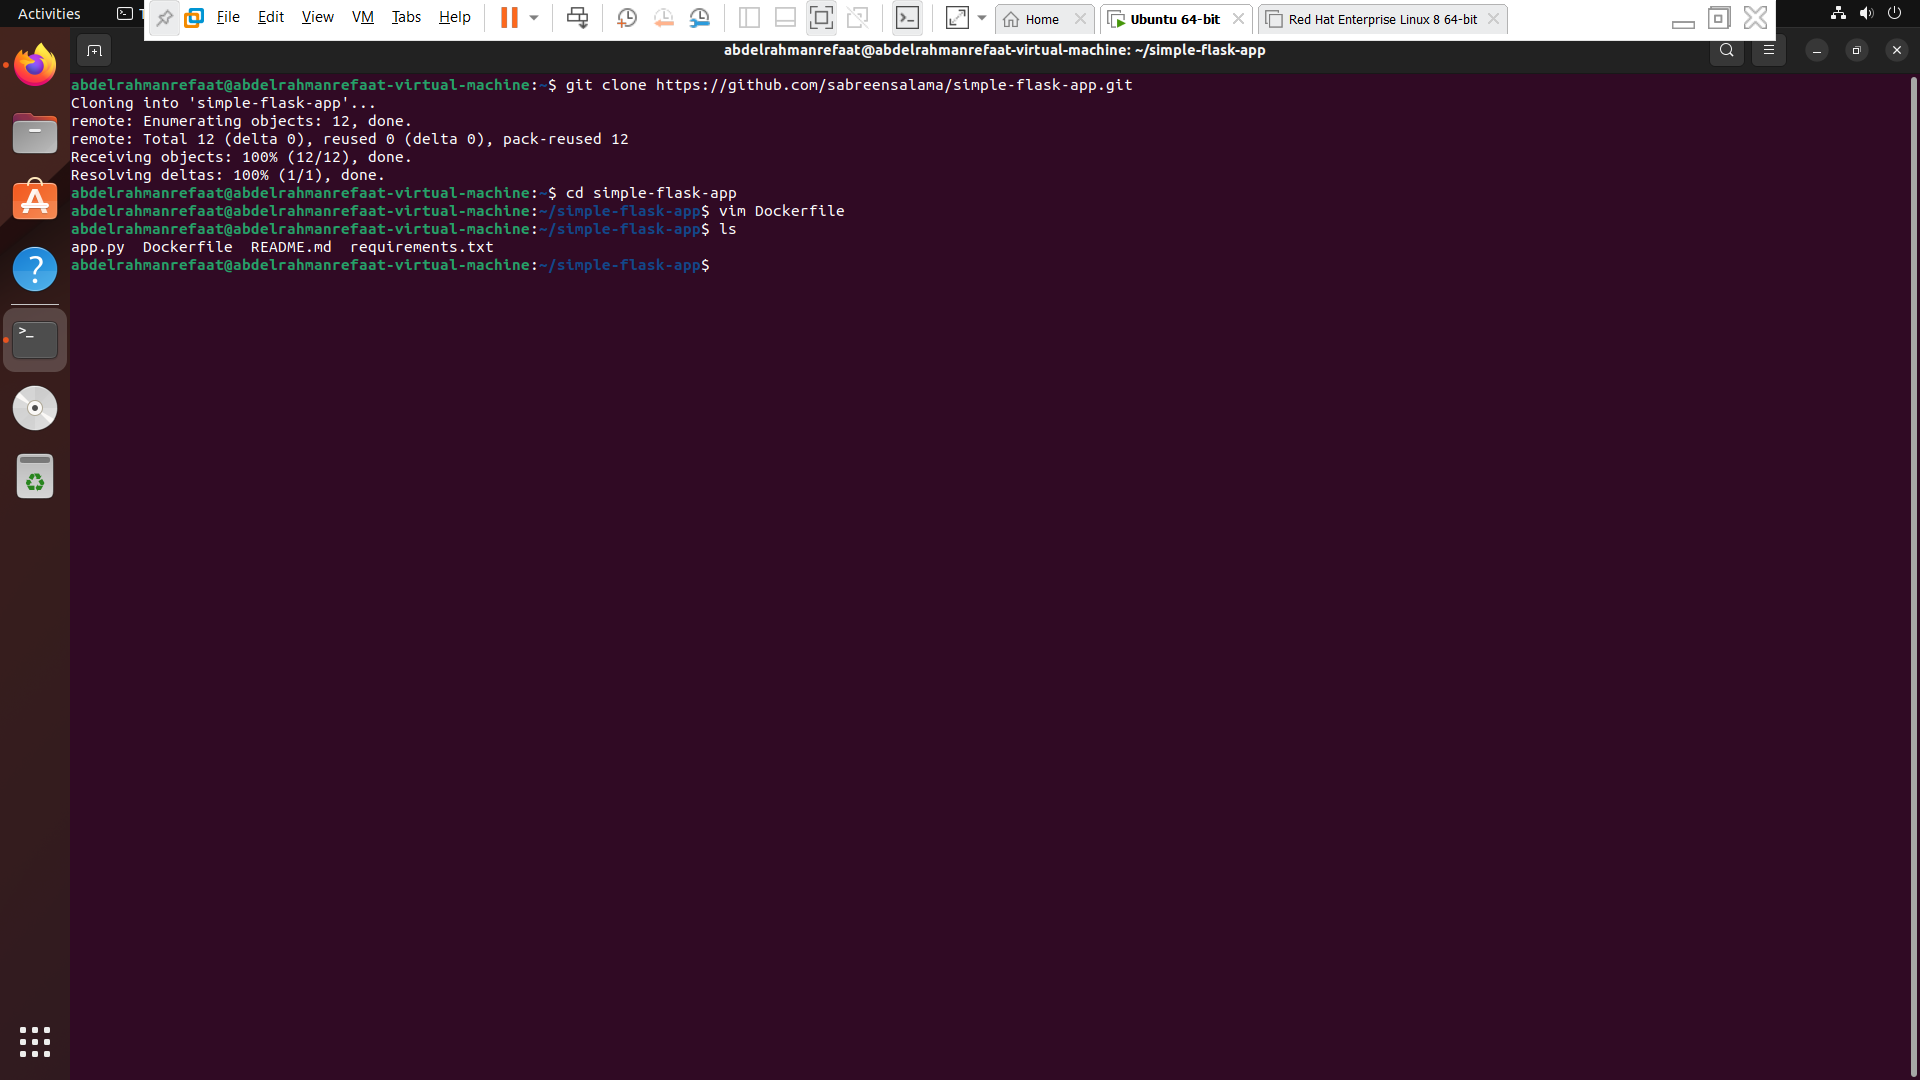 Activities
File Edit View VM Tabs Help
Home
Ubuntu 64-bit
Red Hat Enterprise Linux 8 64-bit
abdelrahmanrefaat@abdelrahmanrefaat-virtual-machine: ~/simple-flask-app
abdelrahmanrefaat@abdelrahmanrefaat-virtual-machine:~$ git clone https://github.com/sabreensalama/simple-flask-app.git
Cloning into 'simple-flask-app'...
remote: Enumerating objects: 12, done.
remote: Total 12 (delta 0), reused 0 (delta 0), pack-reused 12
Receiving objects: 100% (12/12), done.
Resolving deltas: 100% (1/1), done.
abdelrahmanrefaat@abdelrahmanrefaat-virtual-machine:~$ cd simple-flask-app
abdelrahmanrefaat@abdelrahmanrefaat-virtual-machine:~/simple-flask-app$ vim Dockerfile
abdelrahmanrefaat@abdelrahmanrefaat-virtual-machine:~/simple-flask-app$ ls
app.py  Dockerfile  README.md  requirements.txt
abdelrahmanrefaat@abdelrahmanrefaat-virtual-machine:~/simple-flask-app$